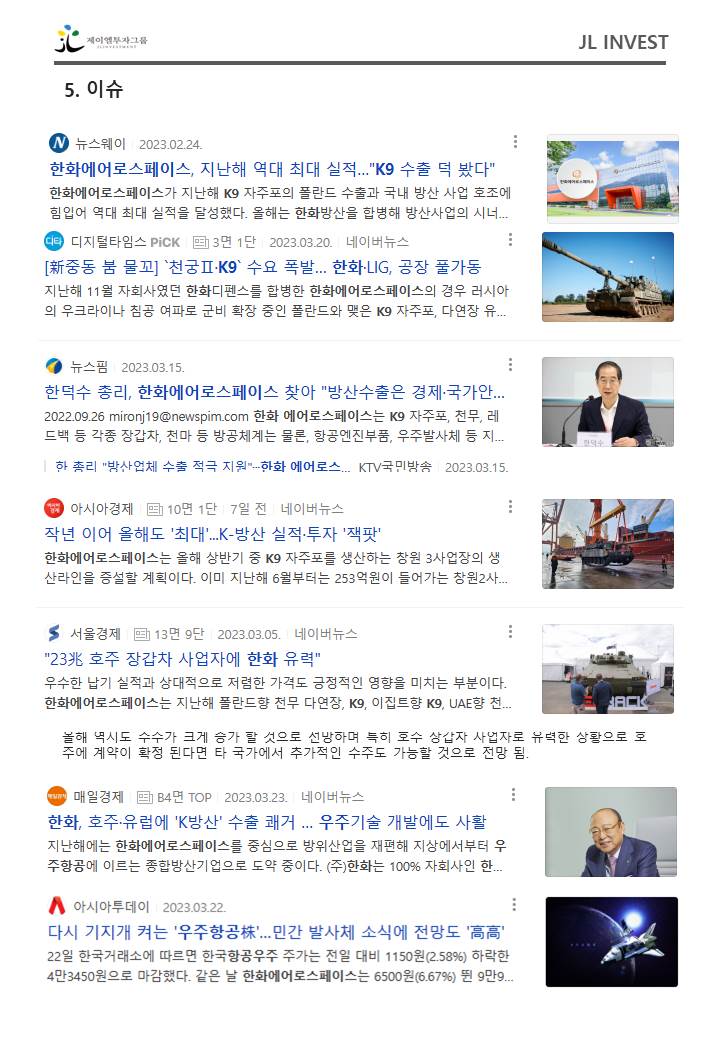 제이엘투자그룹
JL INVESTMENT
JL INVEST
5. 이슈
뉴스웨이 2023.02.24.
한화에어로스페이스, 지난해 역대 최대 실적..."K9 수출 덕 봤다"
한화에어로스페이스가 지난해 K9 자주포의 폴란드 수출과 국내 방산 사업 호조에
힘입어 역대 최대 실적을 달성했다. 올해는 한화방산을 합병해 방산사업의 시너...
한화에어로스페이스
디타 디지털타임스 PiCK 3면 1단 2023.03.20. 네이버뉴스
[新중동 붐 물꼬] `천궁Ⅱ·K9` 수요 폭발... 한화·LIG, 공장 풀가동
지난해 11월 자회사였던 한화디펜스를 합병한 한화에어로스페이스의 경우 러시아
의 우크라이나 침공 여파로 군비 확장 중인 폴란드와 맺은 K9 자주포, 다연장 유...
뉴스핌 2023.03.15.
한덕수 총리, 한화에어로스페이스 찾아 "방산수출은 경제·국가안...
2022.09.26 mironj19@newspim.com 한화 에어로스페이스는 K9 자주포, 천무, 레
드백 등 각종 장갑차, 천마 등 방공체계는 물론, 항공엔진부품, 우주발사체 등 지...
한덕수
한 총리 "방산업체 수출 적극 지원"…한화 에어로스... KTV국민방송 2023.03.15.
아시아경제 아시아경제 10면 1단 7일 전 네이버뉴스
작년 이어 올해도 '최대'...K-방산 실적·투자 '잭팟'
한화에어로스페이스는 올해 상반기 중 K9 자주포를 생산하는 창원 3사업장의 생
산라인을 증설할 계획이다. 이미 지난해 6월부터는 253억원이 들어가는 창원2사...
서울경제 13면 9단 2023.03.05. 네이버뉴스
"23兆 호주 장갑차 사업자에 한화 유력"
우수한 납기 실적과 상대적으로 저렴한 가격도 긍정적인 영향을 미치는 부분이다.
한화에어로스페이스는 지난해 폴란드향 천무 다연장, K9, 이집트향 K9, UAE향 천...
올해 역시도 수주가 크게 증가 할 것으로 전망하며 특히 호주 장갑차 사업자로 유력한 상황으로 호
주에 계약이 확정 된다면 타 국가에서 추가적인 수주도 가능할 것으로 전망 됨.
매일경제 매일경제 B4면 TOP 2023.03.23. 네이버뉴스
한화, 호주·유럽에 'K방산' 수출 쾌거 ... 우주기술 개발에도 사활
지난해에는 한화에어로스페이스를 중심으로 방위산업을 재편해 지상에서부터 우
주항공에 이르는 종합방산기업으로 도약 중이다. (주)한화는 100% 자회사인 한...
아시아투데이 2023.03.22.
다시 기지개 켜는 '우주항공株'...민간 발사체 소식에 전망도 '高高'
22일 한국거래소에 따르면 한국항공우주 주가는 전일 대비 1150원(2.58%) 하락한
4만3450원으로 마감했다. 같은 날 한화에어로스페이스는 6500원(6.67%) 뛴 9만9...